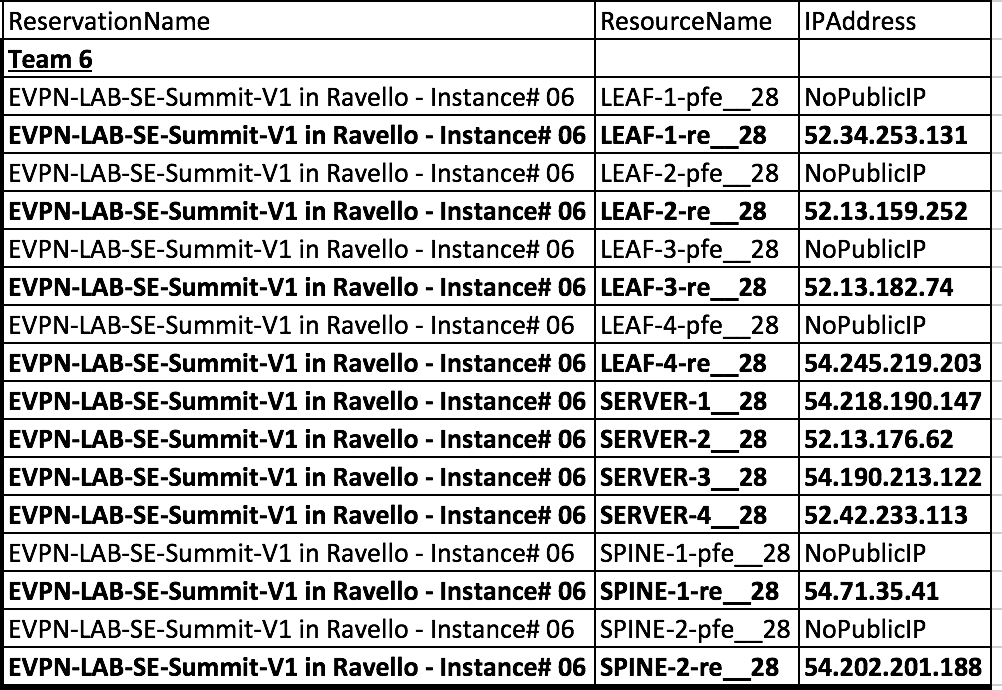 ReservationName ResourceName IPAddress
Team 6
EVPN-LAB-SE-Summit-V1 in Ravello - Instance# 06 LEAF-1-pfe__28 NoPublicIP
EVPN-LAB-SE-Summit-V1 in Ravello - Instance# 06 LEAF-1-re__28 52.34.253.131
EVPN-LAB-SE-Summit-V1 in Ravello - Instance# 06 LEAF-2-pfe__28 NoPublicIP
EVPN-LAB-SE-Summit-V1 in Ravello - Instance# 06 LEAF-2-re__28 52.13.159.252
EVPN-LAB-SE-Summit-V1 in Ravello - Instance# 06 LEAF-3-pfe__28 NoPublicIP
EVPN-LAB-SE-Summit-V1 in Ravello - Instance# 06 LEAF-3-re__28 52.13.182.74
EVPN-LAB-SE-Summit-V1 in Ravello - Instance# 06 LEAF-4-pfe__28 NoPublicIP
EVPN-LAB-SE-Summit-V1 in Ravello - Instance# 06 LEAF-4-re__28 54.245.219.203
EVPN-LAB-SE-Summit-V1 in Ravello - Instance# 06 SERVER-1__28 54.218.190.147
EVPN-LAB-SE-Summit-V1 in Ravello - Instance# 06 SERVER-2__28 52.13.176.62
EVPN-LAB-SE-Summit-V1 in Ravello - Instance# 06 SERVER-3__28 54.190.213.122
EVPN-LAB-SE-Summit-V1 in Ravello - Instance# 06 SERVER-4__28 52.42.233.113
EVPN-LAB-SE-Summit-V1 in Ravello - Instance# 06 SPINE-1-pfe__28 NoPublicIP
EVPN-LAB-SE-Summit-V1 in Ravello - Instance# 06 SPINE-1-re__28 54.71.35.41
EVPN-LAB-SE-Summit-V1 in Ravello - Instance# 06 SPINE-2-pfe__28 NoPublicIP
EVPN-LAB-SE-Summit-V1 in Ravello - Instance# 06 SPINE-2-re__28 54.202.201.188